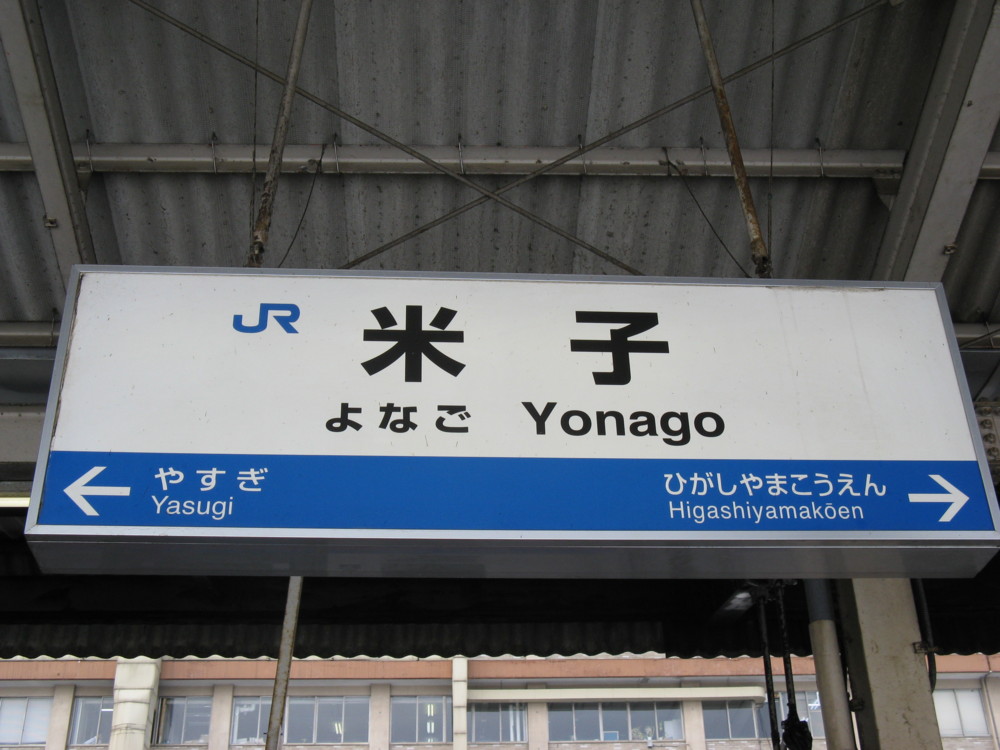 JR 米子
よなご Yonago
やすぎ
Yasugi
ひがしやまこうえん
Higashiyamakōen